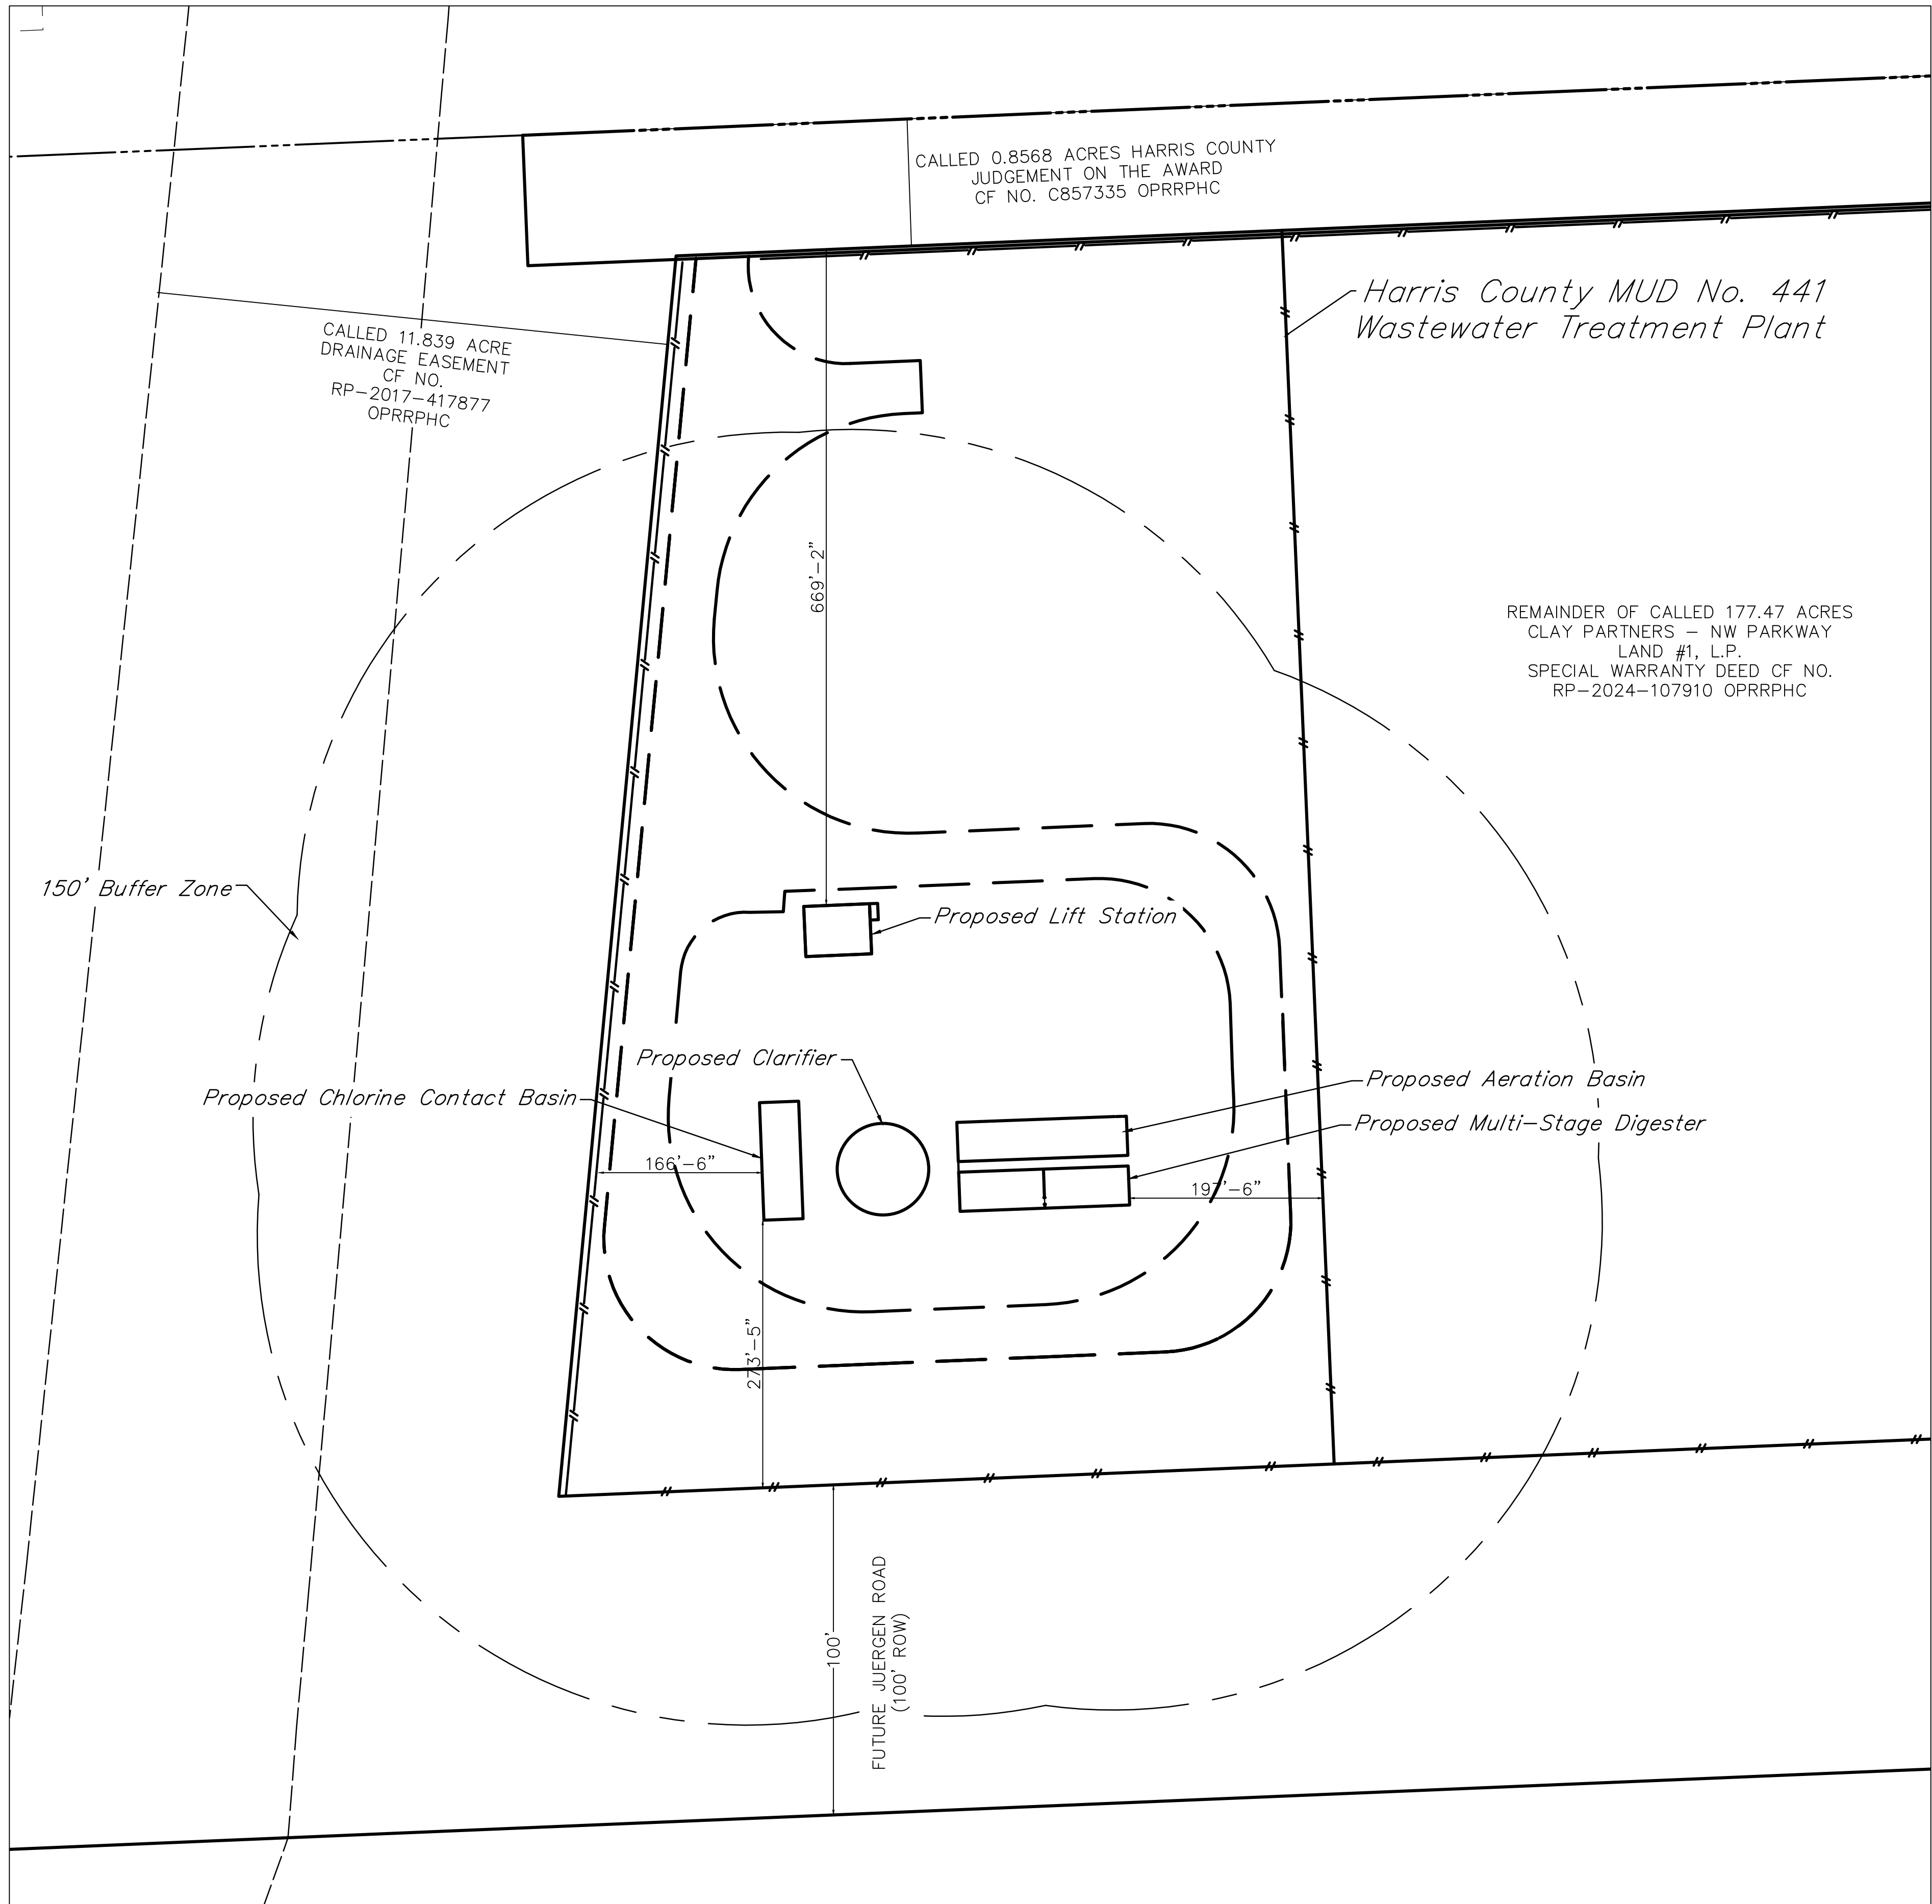 CALLED 0.8568 ACRES HARRIS COUNTY
JUDGEMENT ON THE AWARD
CF NO. C857335 OPRRPHC
Harris County MUD No. 441
Wastewater Treatment Plant
CALLED 11.839 ACRE
DRAINAGE EASEMENT
CF NO.
RP-2017-417877
OPRRPHC
669'-2"
REMAINDER OF CALLED 177.47 ACRES
CLAY PARTNERS - NW PARKWAY
LAND #1, L.P.
SPECIAL WARRANTY DEED CF NO.
RP-2024-107910 OPRRPHC
150' Buffer Zone
Proposed Lift Station
Proposed Clarifier
Proposed Chlorine Contact Basin
Proposed Aeration Basin
Proposed Multi-Stage Digester
166'-6"
197'-6"
273'-5"
100'
FUTURE JUERGEN ROAD
(100' ROW)